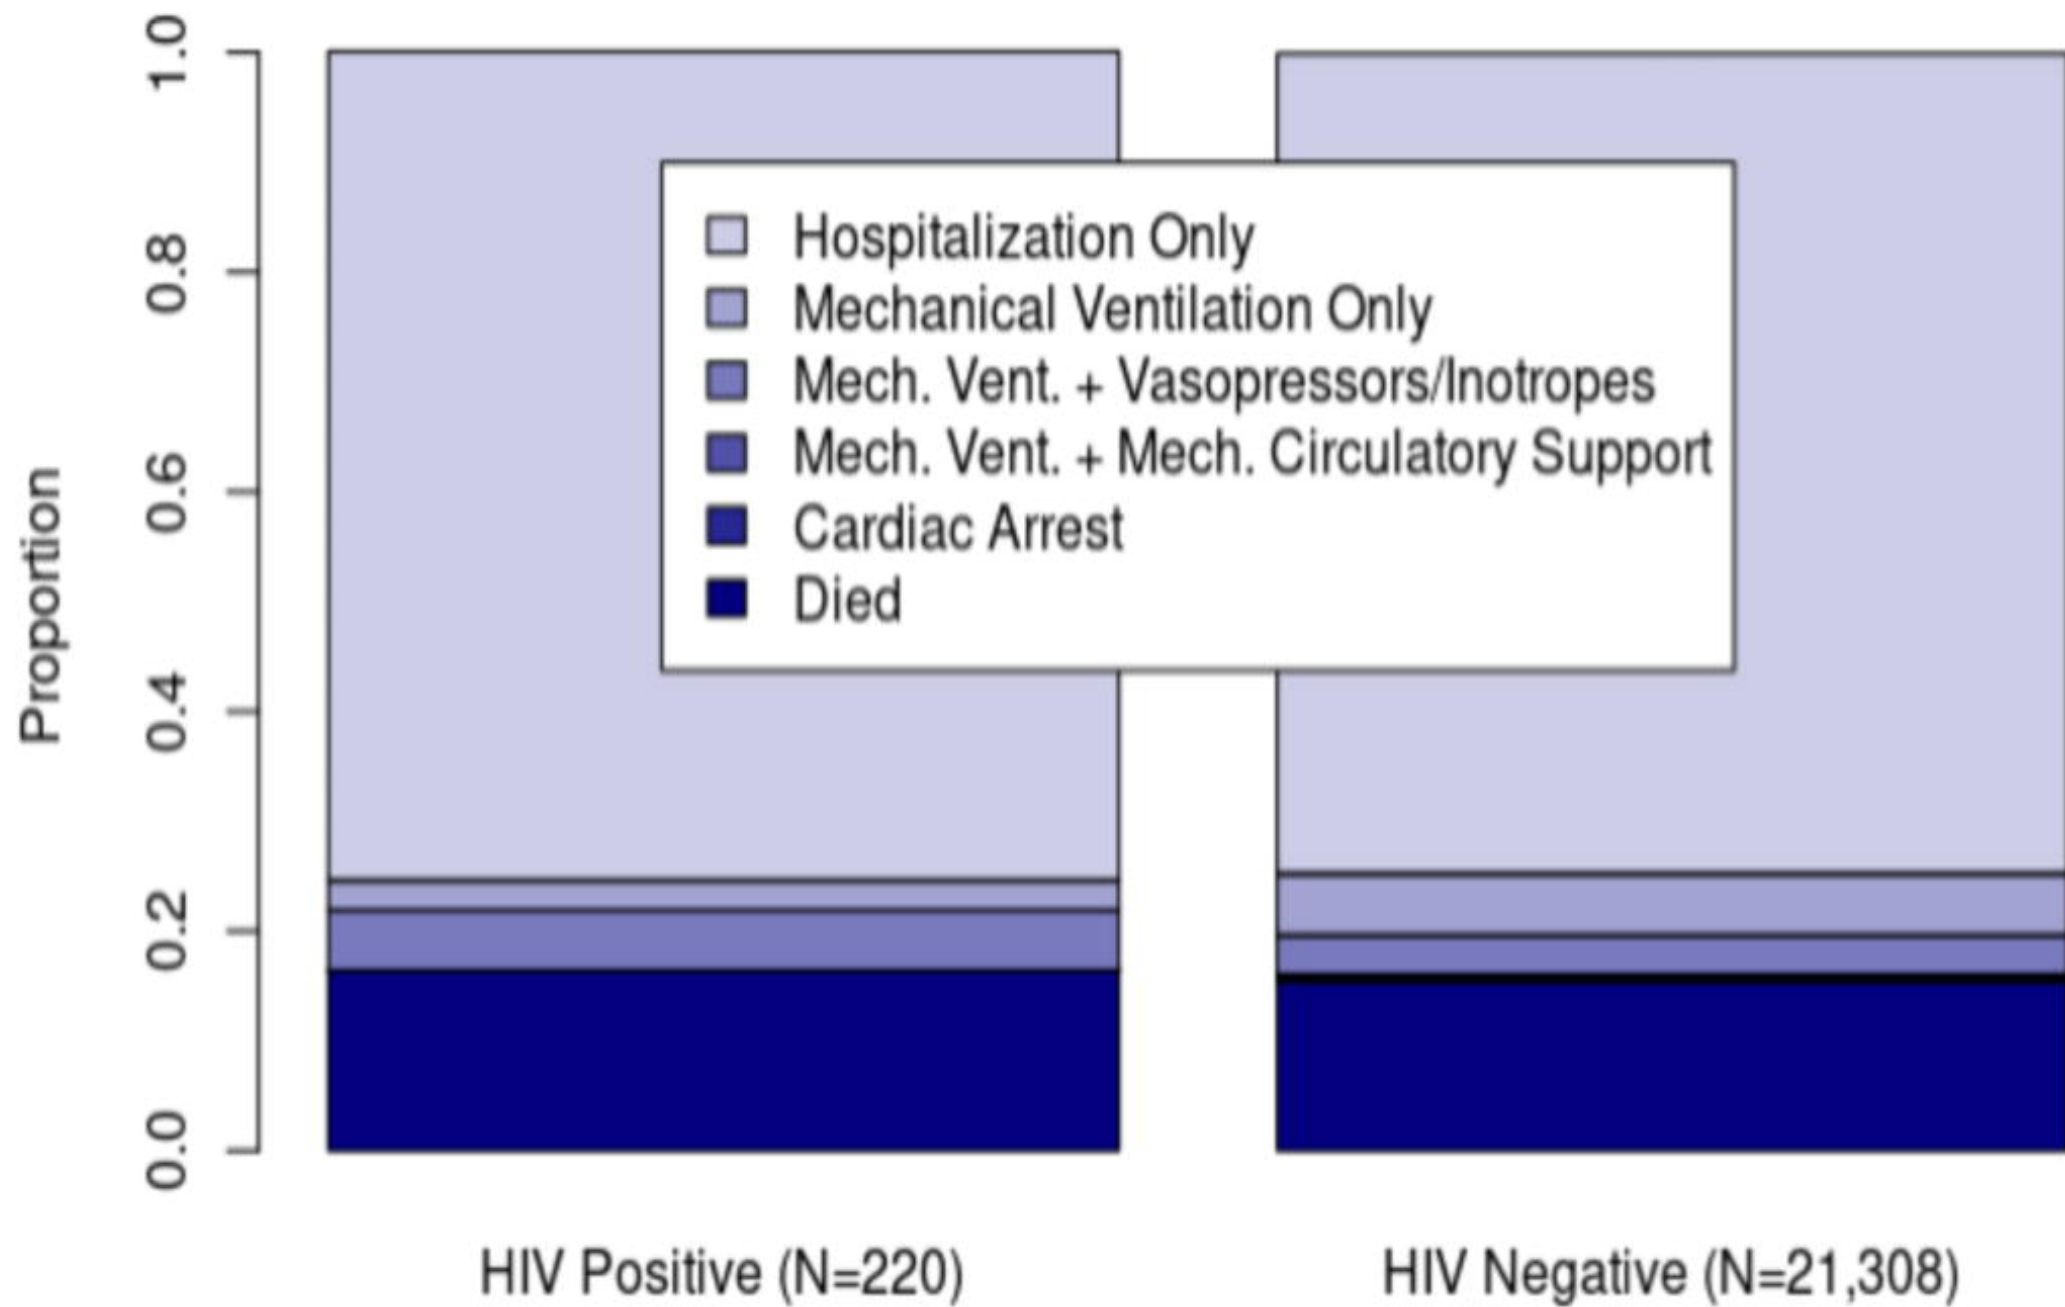 Proportion
1.0
0.8
0.6
0.4
0.2
0.0
Hospitalization Only
Mechanical Ventilation Only
Mech. Vent. + Vasopressors/Inotropes
Mech. Vent. + Mech. Circulatory Support
Cardiac Arrest
Died
HIV Positive (N=220)
HIV Negative (N=21,308)